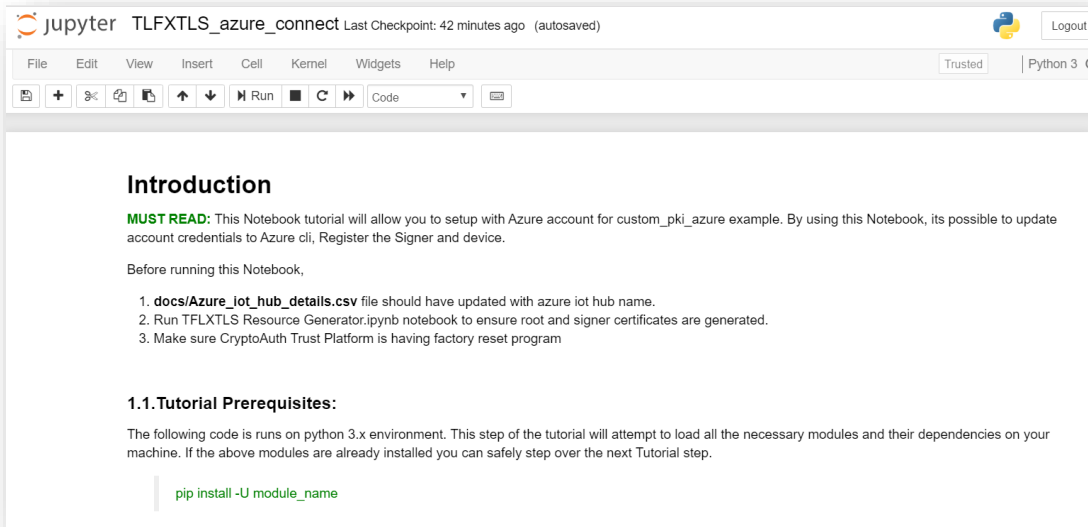 jupyter TLFXTLS_azure_connect Last Checkpoint: 42 minutes ago (autosaved)
Logout
File Edit View Insert Cell Kernel Widgets Help
Trusted
Python 3
Run
Code
Introduction
MUST READ: This Notebook tutorial will allow you to setup with Azure account for custom_pki_azure example. By using this Notebook, its possible to update
account credentials to Azure cli, Register the Signer and device.
Before running this Notebook,
1. docs/Azure_iot_hub_details.csv file should have updated with azure iot hub name.
2. Run TFLXTLS Resource Generator.ipynb notebook to ensure root and signer certificates are generated.
3. Make sure CryptoAuth Trust Platform is having factory reset program
1.1.Tutorial Prerequisites:
The following code is runs on python 3.x environment. This step of the tutorial will attempt to load all the necessary modules and their dependencies on your
machine. If the above modules are already installed you can safely step over the next Tutorial step.
pip install -U module_name